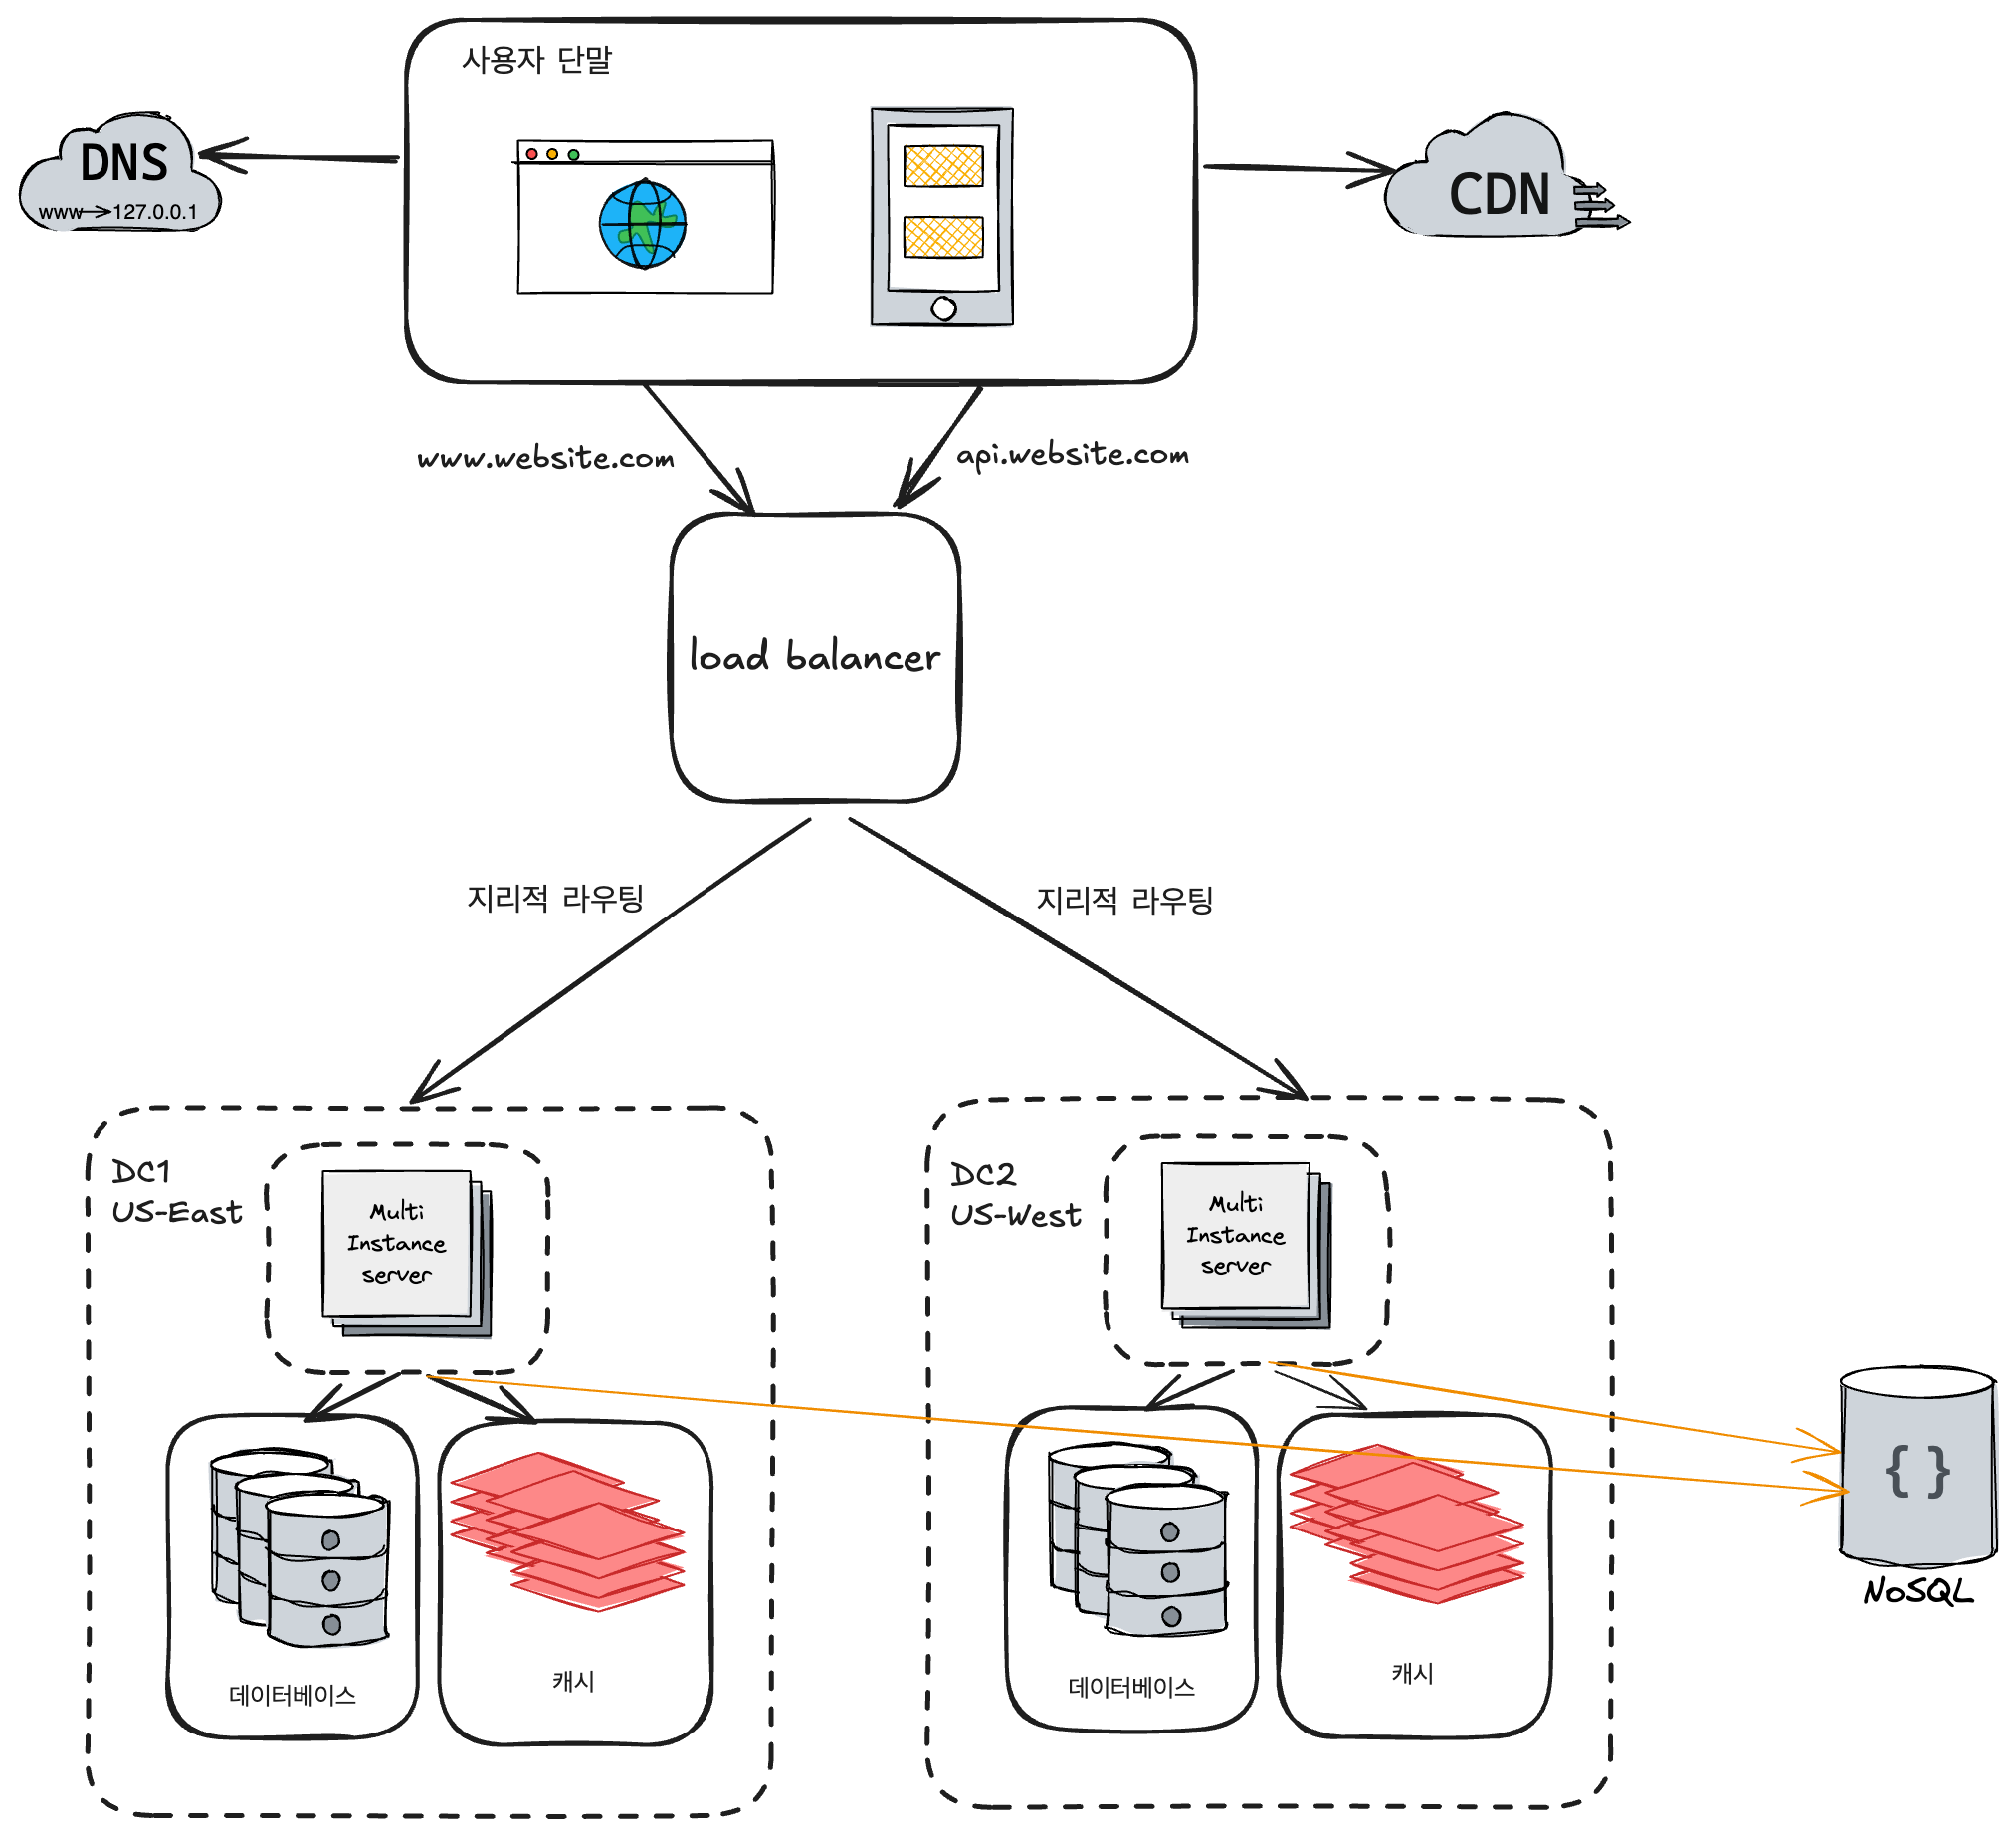 사용자 단말
DNS
www→127.0.0.1
CDN
www.website.com
api.website.com
load balancer
지리적 라우팅
지리적 라우팅
DC1
US-East
Multi
Instance
server
데이터베이스
캐시
DC2
US-West
Multi
Instance
server
데이터베이스
캐시
{ }
NoSQL